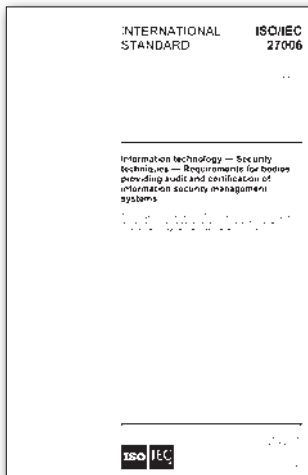 INTERNATIONAL STANDARD
ISO/IEC 27006
Information technology — Security
techniques — Requirements for bodies
providing audit and certification of
information security management
systems
ISO IEC